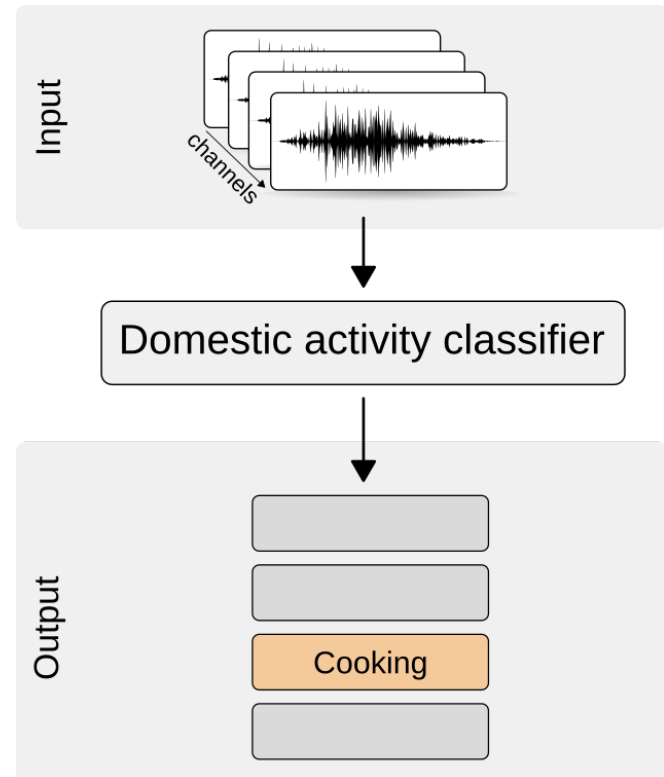 Input
channels
Domestic activity classifier
Output
Cooking